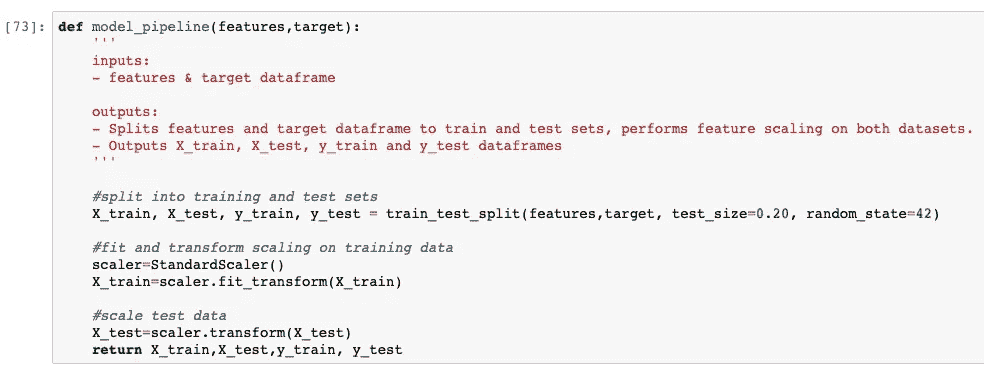 [73]: def model_pipeline(features,target):
'''
inputs:
- features & target dataframe
outputs:
- Splits features and target dataframe to train and test sets, performs feature scaling on both datasets.
- Outputs X_train, X_test, y_train and y_test dataframes
'''
#split into training and test sets
X_train, X_test, y_train, y_test = train_test_split(features,target, test_size=0.20, random_state=42)
#fit and transform scaling on training data
scaler=StandardScaler()
X_train=scaler.fit_transform(X_train)
#scale test data
X_test=scaler.transform(X_test)
return X_train,X_test,y_train, y_test